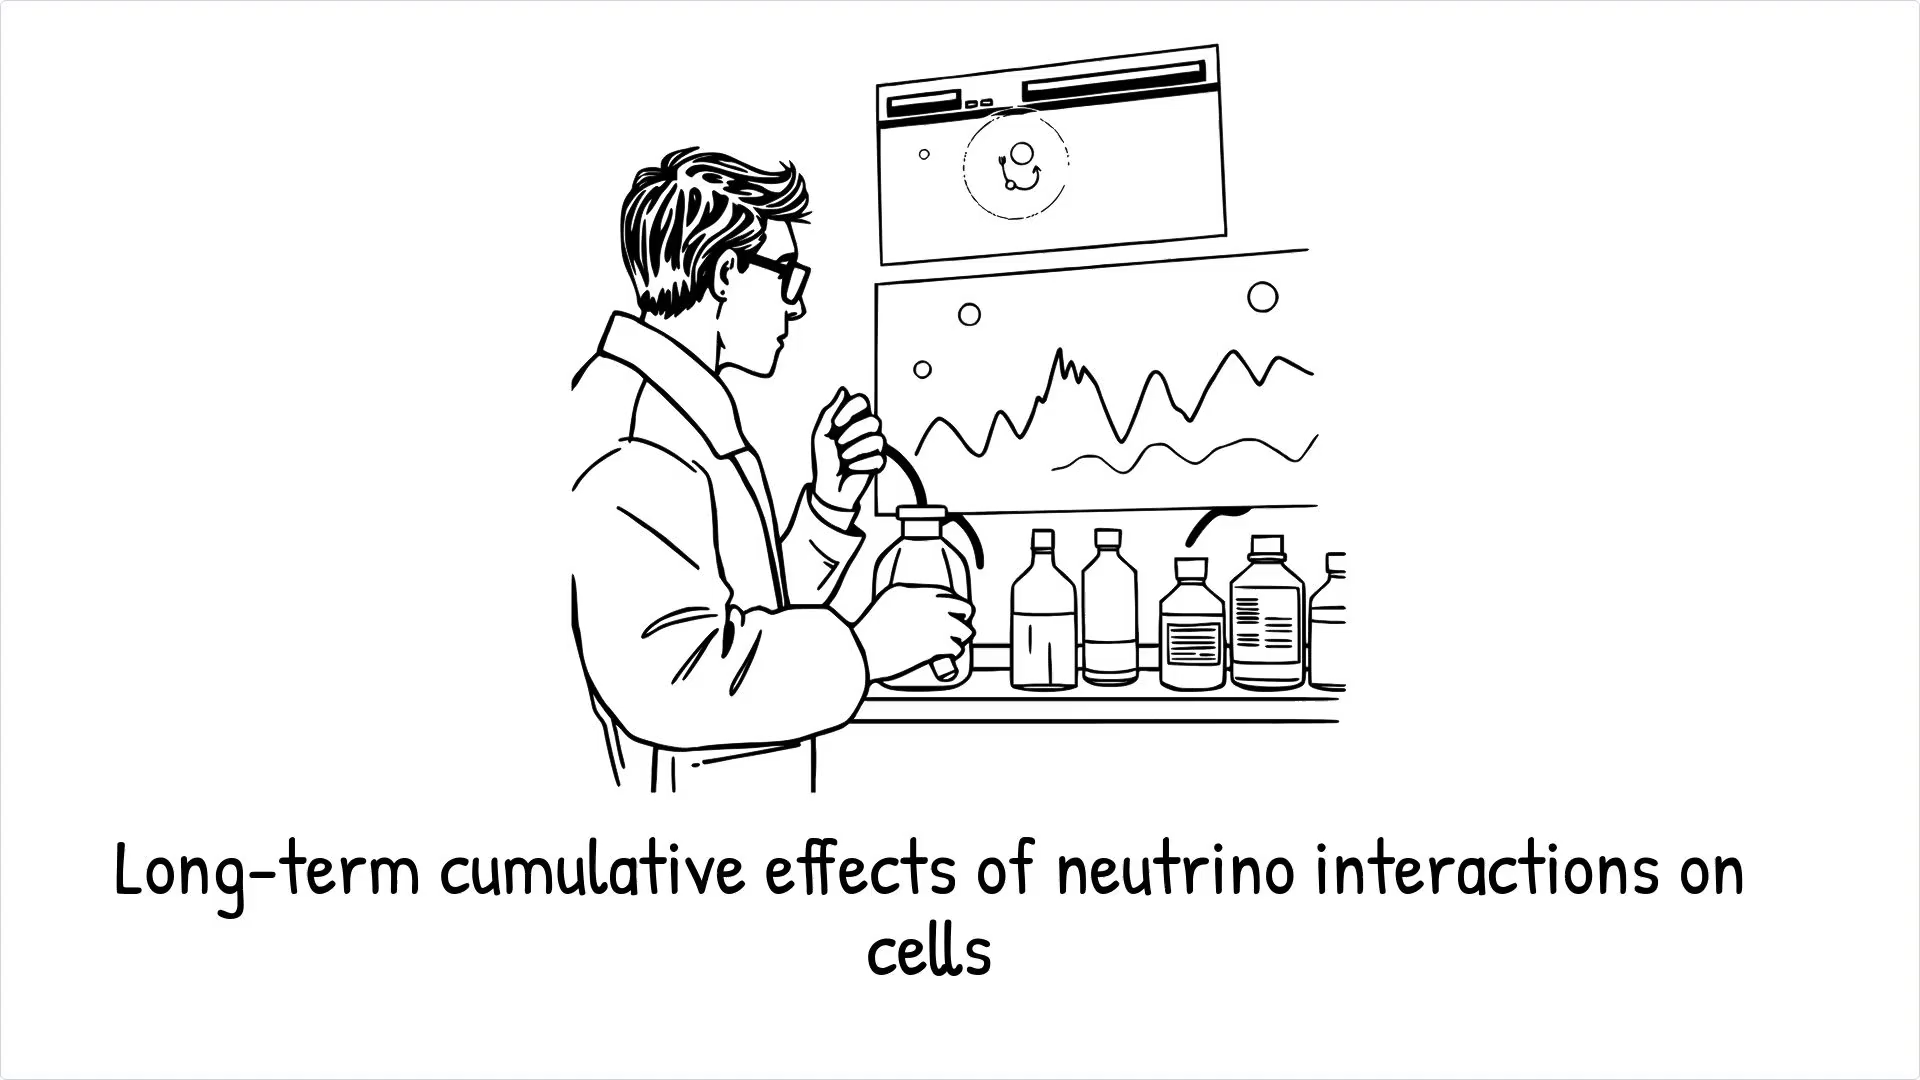 Long-term cumulative effects of neutrino interactions on
cells